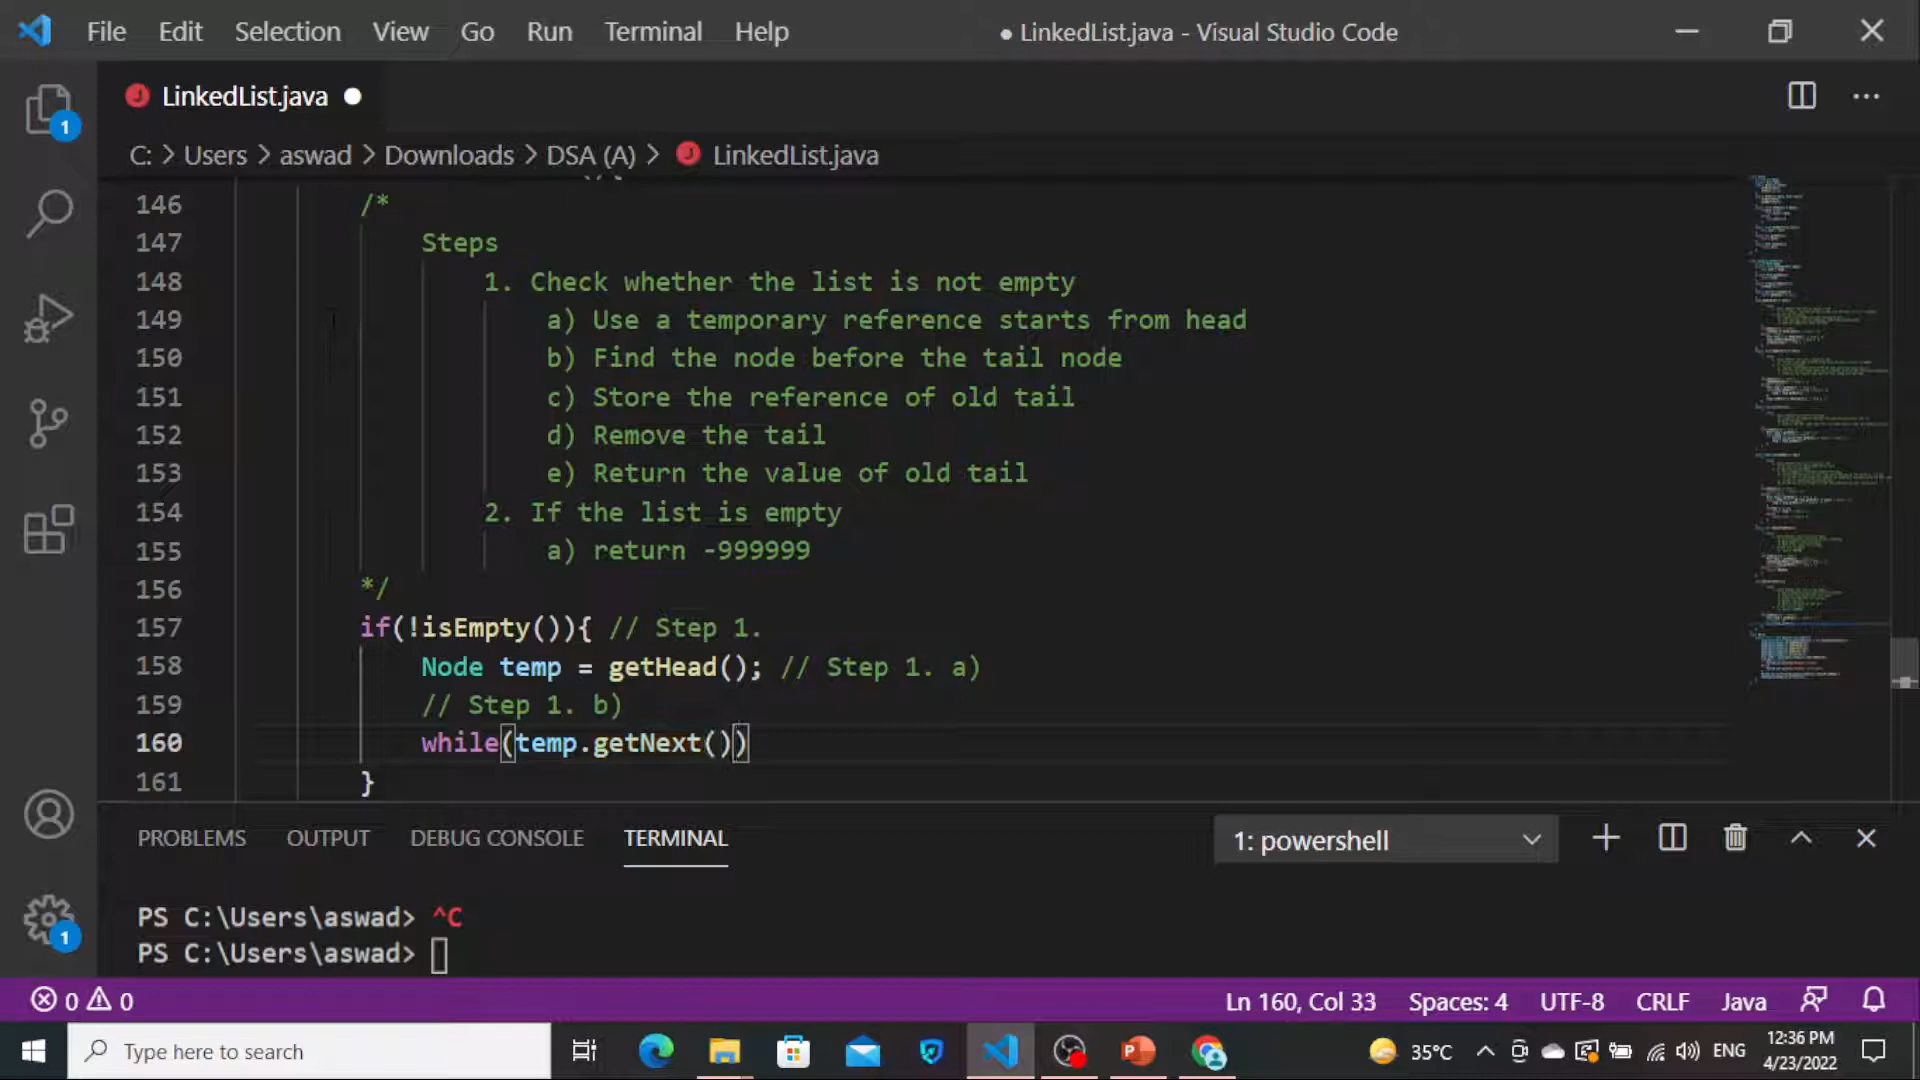 File Edit Selection View Go Run Terminal Help ● LinkedList.java - Visual Studio Code
J LinkedList.java ●
C: > Users > aswad > Downloads > DSA (A) > J LinkedList.java
146 /*
147 Steps
148 1. Check whether the list is not empty
149 a) Use a temporary reference starts from head
150 b) Find the node before the tail node
151 c) Store the reference of old tail
152 d) Remove the tail
153 e) Return the value of old tail
154 2. If the list is empty
155 a) return -999999
156 */
157 if(!isEmpty()){ // Step 1.
158 Node temp = getHead(); // Step 1. a)
159 // Step 1. b)
160 while(temp.getNext())
161 }
1
PROBLEMS OUTPUT DEBUG CONSOLE TERMINAL 1: powershell
PS C:\Users\aswad> ^C
PS C:\Users\aswad>
1
0 0 Ln 160, Col 33 Spaces: 4 UTF-8 CRLF Java
Type here to search 35°C ENG 12:36 PM
4/23/2022